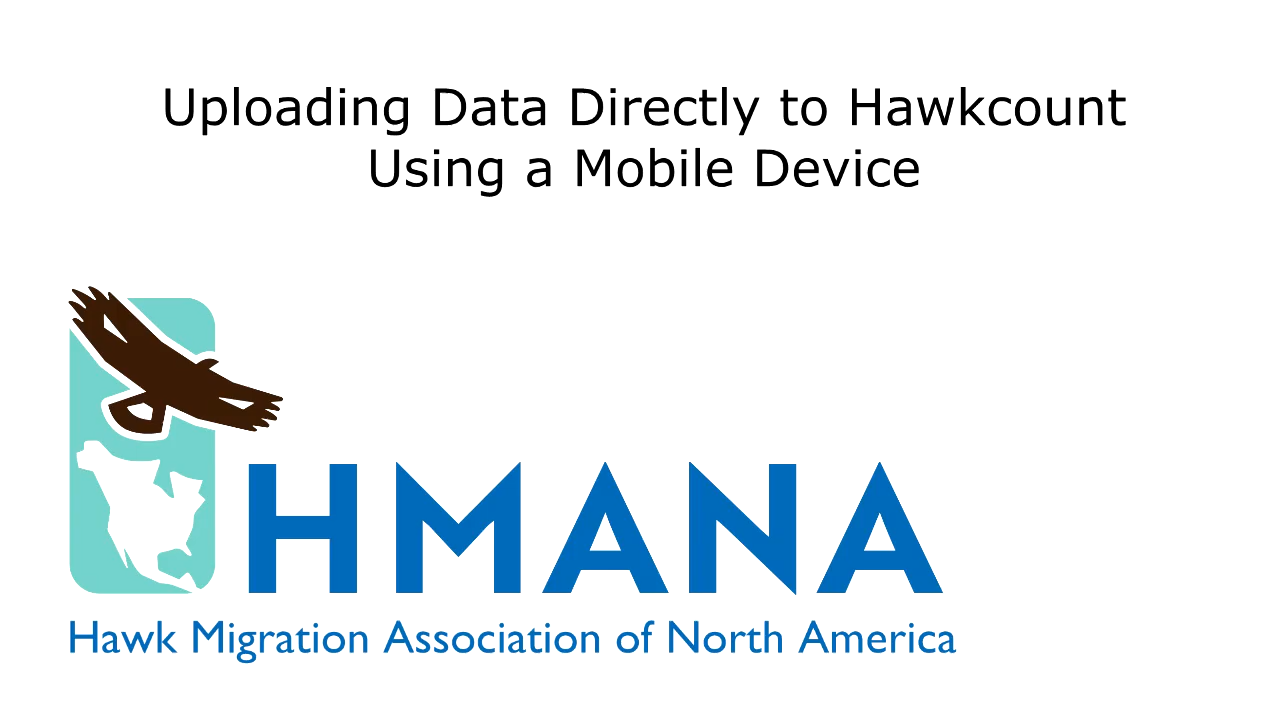 Uploading Data Directly to Hawkcount
Using a Mobile Device
HMANA
Hawk Migration Association of North America